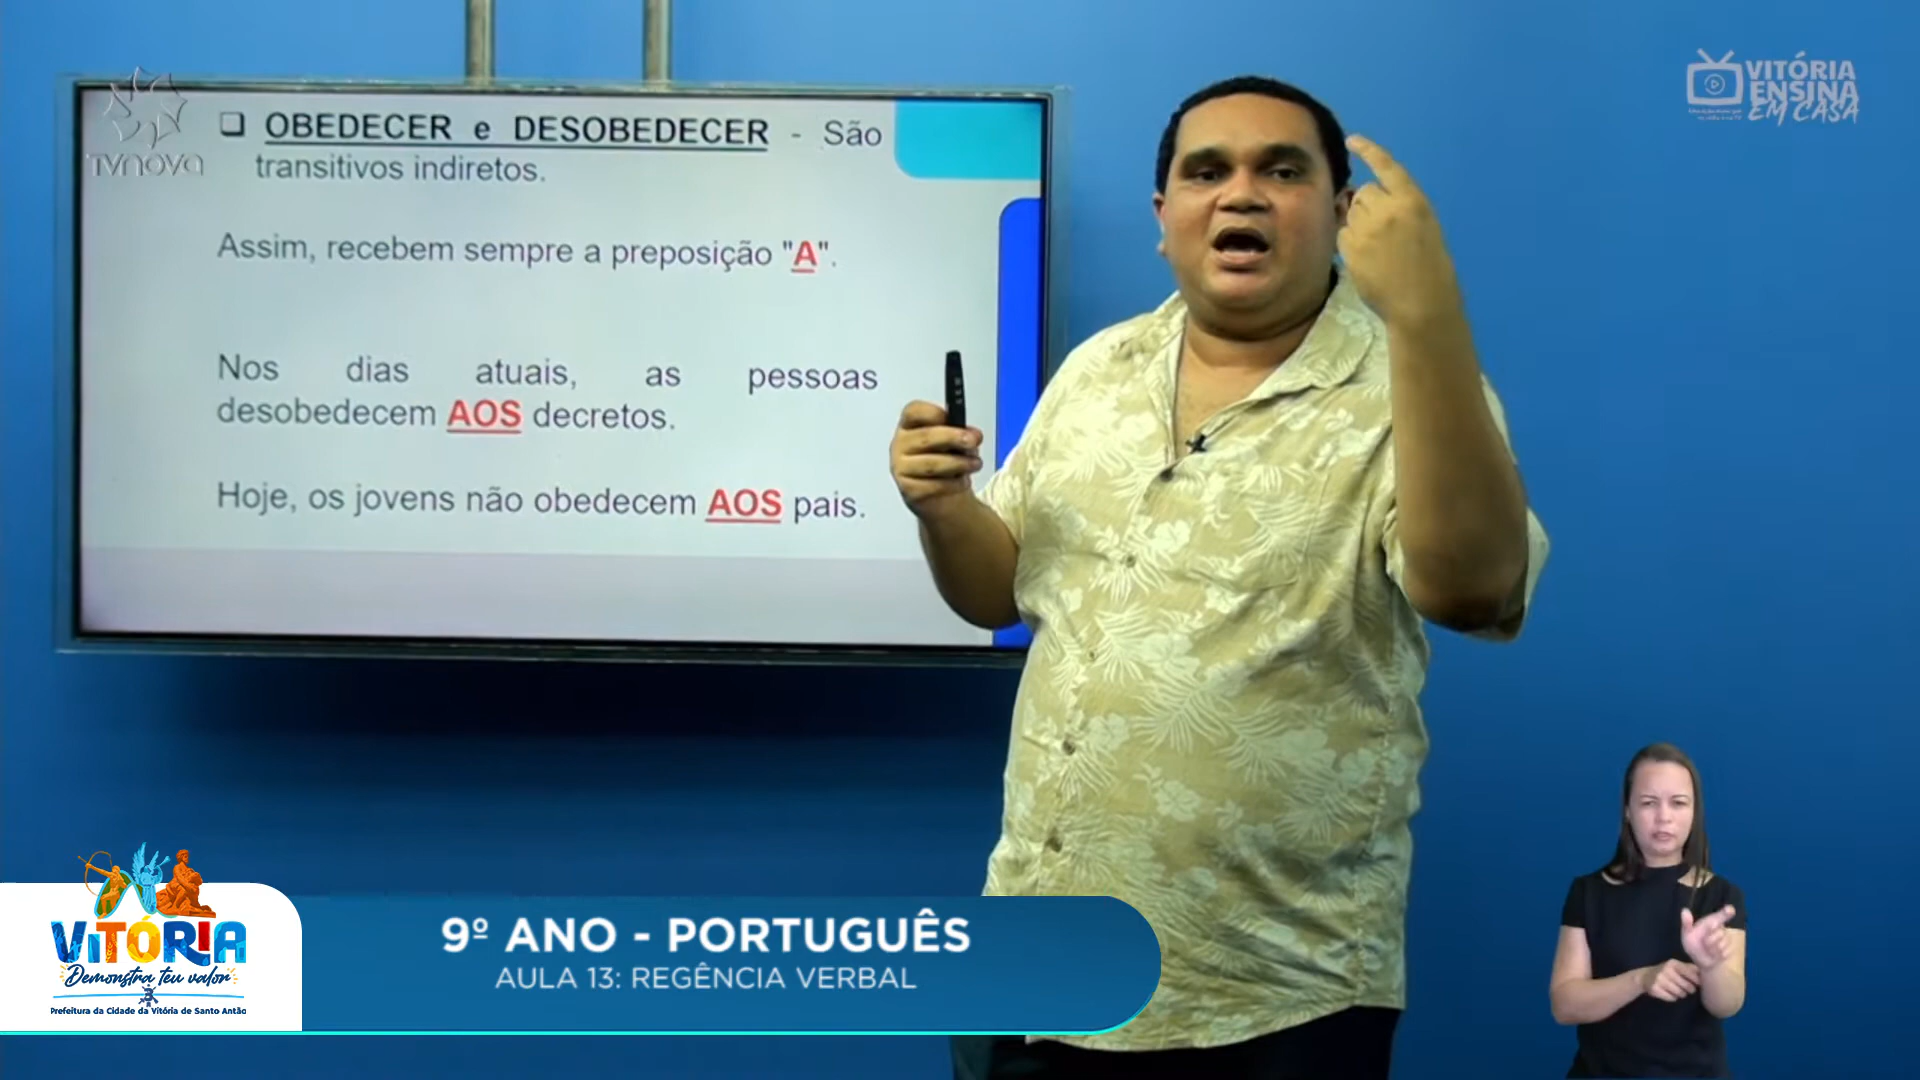 ❑ OBEDECER e DESOBEDECER - São
transitivos indiretos.
Assim, recebem sempre a preposição "A".
Nos dias atuais, as pessoas
desobedecem AOS decretos.
Hoje, os jovens não obedecem AOS pais.
TVNOVA
VITÓRIA
ENSINA
EM CASA
VITÓRIA
Demonstra teu valor
Prefeitura da Cidade da Vitória de Santo Antão
9º ANO - PORTUGUÊS
AULA 13: REGÊNCIA VERBAL